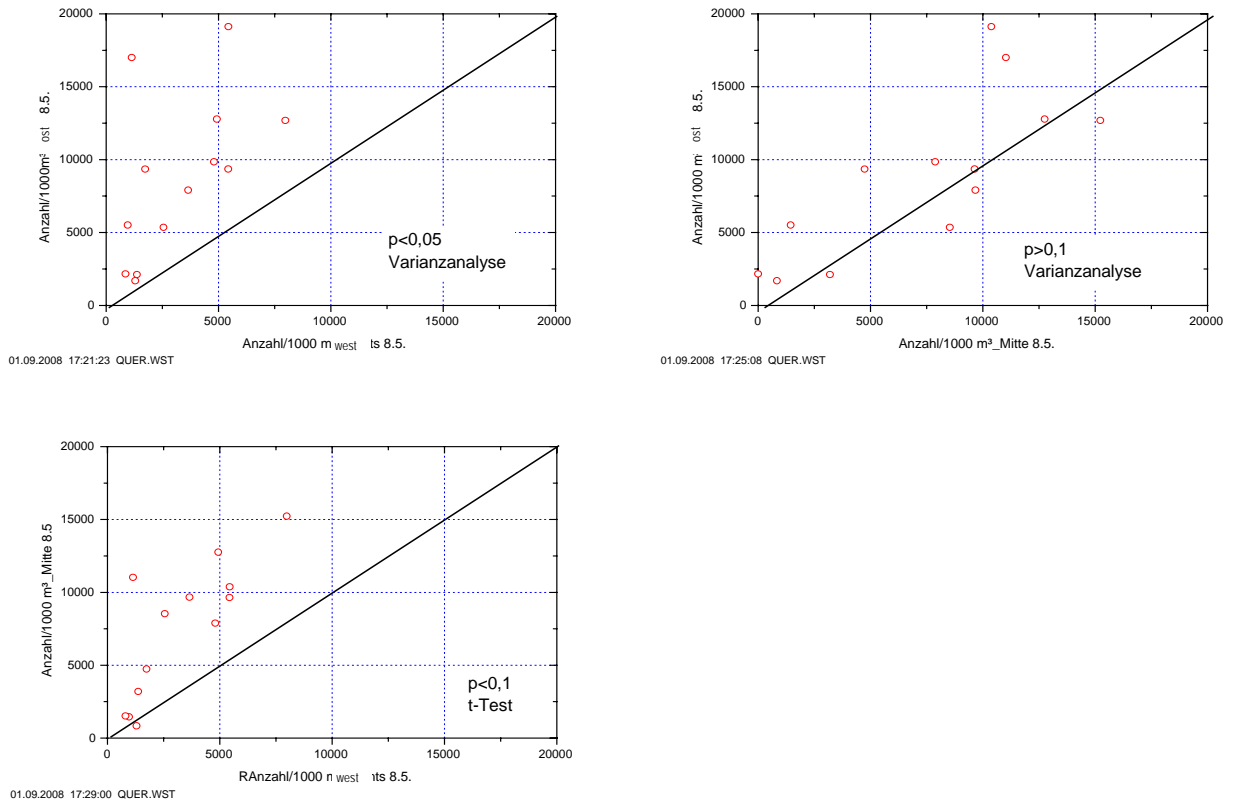 20000
15000
10000
5000
0
Anzahl/1000m³ ost 8.5.
p<0,05
Varianzanalyse
0 5000 10000 15000 20000
Anzahl/1000 m west ts 8.5.
01.09.2008 17:21:23 QUER.WST
20000
15000
10000
5000
0
Anzahl/1000 m³ ost 8.5.
p>0,1
Varianzanalyse
0 5000 10000 15000 20000
Anzahl/1000 m³_Mitte 8.5.
01.09.2008 17:25:08 QUER.WST
20000
15000
10000
5000
0
Anzahl/1000 m³_Mitte 8.5
p<0,1
t-Test
0 5000 10000 15000 20000
RAnzahl/1000 west ts 8.5.
01.09.2008 17:29:00 QUER.WST